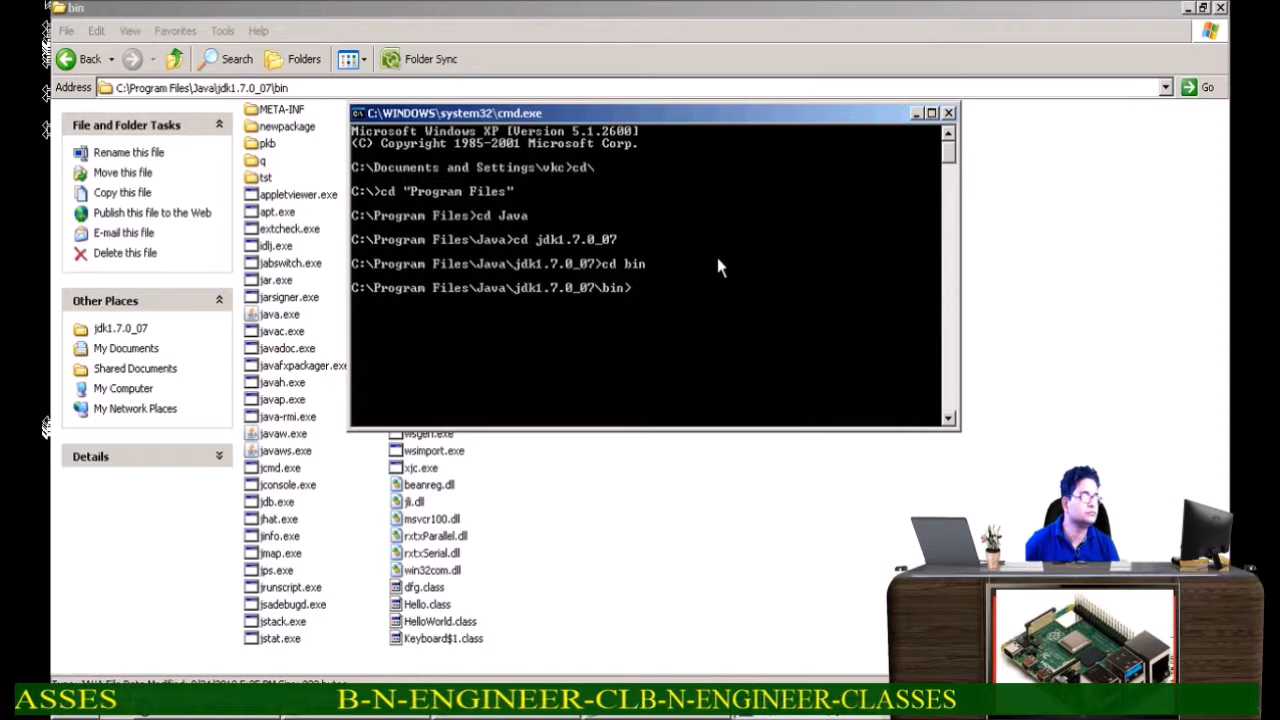 bin
File Edit View Favorites Tools Help
Back Search Folders Folder Sync
Address C:\Program Files\Java\jdk1.7.0_07\bin Go
File and Folder Tasks
Rename this file
Move this file
Copy this file
Publish this file to the Web
E-mail this file
Delete this file
Other Places
jdk1.7.0_07
My Documents
Shared Documents
My Computer
My Network Places
Details
META-INF
newpackage
pkb
q
tst
appletviewer.exe
apt.exe
extcheck.exe
idlj.exe
jabswitch.exe
jar.exe
jarsigner.exe
java.exe
javac.exe
javadoc.exe
javafxpackager.exe
javah.exe
javap.exe
java-rmi.exe
javaw.exe
javaws.exe
jcmd.exe
jconsole.exe
jdb.exe
jhat.exe
jinfo.exe
jmap.exe
jps.exe
jrunscript.exe
jsadebugd.exe
jstack.exe
jstat.exe
wsgen.exe
wsimport.exe
xjc.exe
beanreg.dll
jli.dll
msvcr100.dll
rxtxParallel.dll
rxtxSerial.dll
win32com.dll
dfg.class
Hello.class
HelloWorld.class
Keyboard$1.class
C:\WINDOWS\system32\cmd.exe
Microsoft Windows XP [Version 5.1.2600]
(C) Copyright 1985-2001 Microsoft Corp.
C:\Documents and Settings\vkc>cd\
C:\>cd "Program Files"
C:\Program Files>cd Java
C:\Program Files\Java>cd jdk1.7.0_07
C:\Program Files\Java\jdk1.7.0_07>cd bin
C:\Program Files\Java\jdk1.7.0_07\bin>
ASSES B-N-ENGINEER-CLB-N-ENGINEER-CLASSES